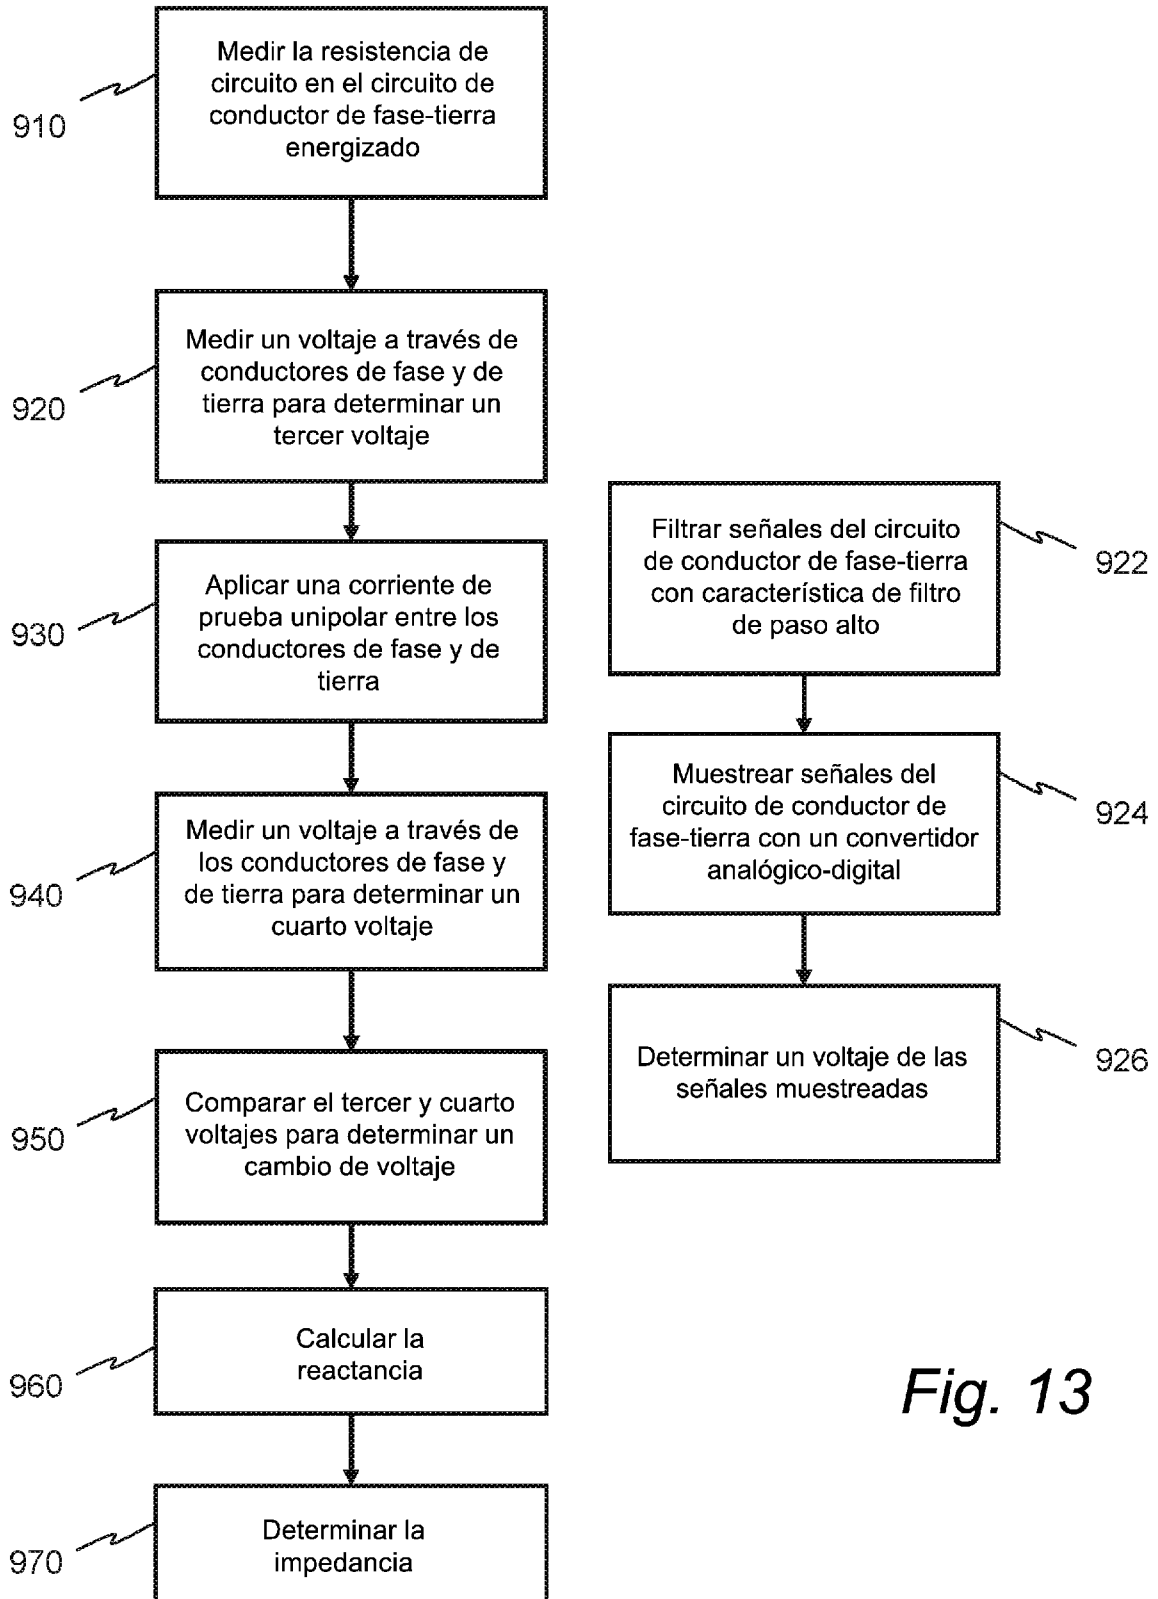 Medir la resistencia de
circuito en el circuito de
conductor de fase-tierra
energizado
910
Medir un voltaje a través de
conductores de fase y de
tierra para determinar un
tercer voltaje
920
Aplicar una corriente de
prueba unipolar entre los
conductores de fase y de
tierra
930
Medir un voltaje a través de
los conductores de fase y
de tierra para determinar un
cuarto voltaje
940
Comparar el tercer y cuarto
voltajes para determinar un
cambio de voltaje
950
Calcular la
reactancia
960
Determinar la
impedancia
970
Filtrar señales del circuito
de conductor de fase-tierra
con característica de filtro
de paso alto
922
Muestrear señales del
circuito de conductor de
fase-tierra con un convertidor
analógico-digital
924
Determinar un voltaje de las
señales muestreadas
926
Fig. 13